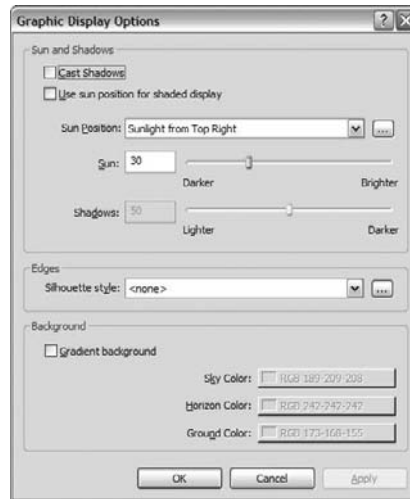 Graphic Display Options
Sun and Shadows
Cast Shadows
Use sun position for shaded display
Sun Position: Sunlight from Top Right ...
Sun: 30
Darker Brighter
Shadows: 50
Lighter Darker
Edges
Silhouette style: <none> ...
Background
Gradient background
Sky Color: RGB 189-209-208
Horizon Color: RGB 242-242-242
Ground Color: RGB 173-168-155
OK Cancel Apply